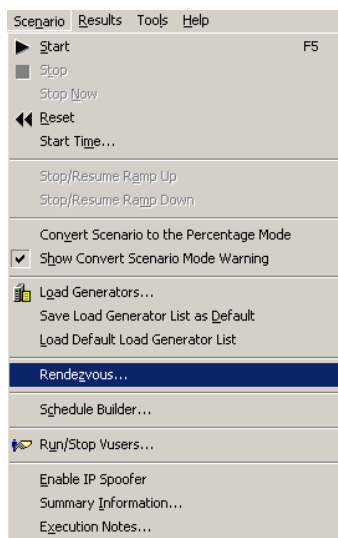 Scenario Results Tools Help
Start F5
Stop
Stop Now
Reset
Start Time...
Stop/Resume Ramp Up
Stop/Resume Ramp Down
Convert Scenario to the Percentage Mode
Show Convert Scenario Mode Warning
Load Generators...
Save Load Generator List as Default
Load Default Load Generator List
Rendezvous...
Schedule Builder...
Run/Stop Vusers...
Enable IP Spoofer
Summary Information...
Execution Notes...